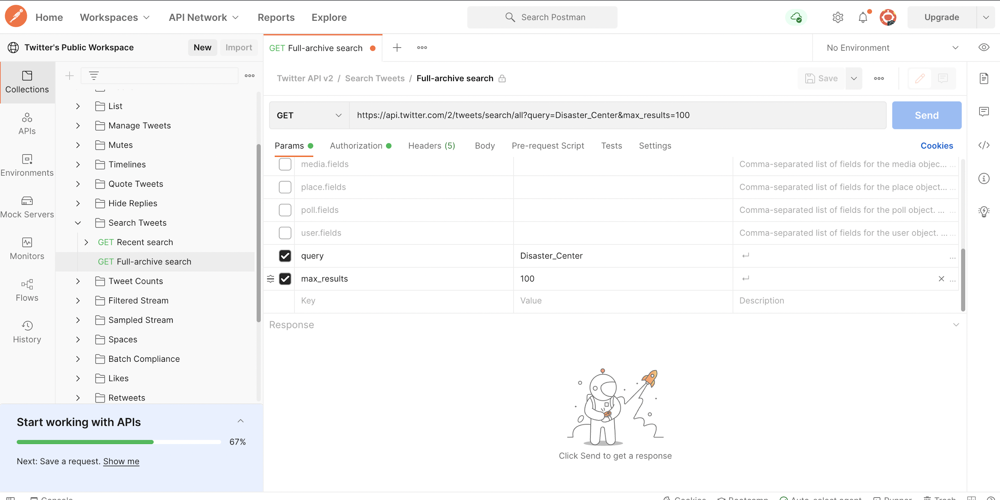 Home
Workspaces
API Network
Reports
Explore
Search Postman
Upgrade
Twitter's Public Workspace
New
Import
GET Full-archive search
No Environment
Collections
APIs
Environments
Mock Servers
Monitors
Flows
History
List
Manage Tweets
Mutes
Timelines
Quote Tweets
Hide Replies
Search Tweets
GET Recent search
GET Full-archive search
Tweet Counts
Filtered Stream
Sampled Stream
Spaces
Batch Compliance
Likes
Retweets
Start working with APIs
67%
Next: Save a request. Show me
Twitter API v2 / Search Tweets / Full-archive search
Save
GET
https://api.twitter.com/2/tweets/search/all?query=Disaster_Center&max_results=100
Send
Params
Authorization
Headers (5)
Body
Pre-request Script
Tests
Settings
Cookies
media.fields
Comma-separated list of fields for the media objec... ...
place.fields
Comma-separated list of fields for the place object... ...
poll.fields
Comma-separated list of fields for the poll object. ... ...
user.fields
Comma-separated list of fields for the user object. ... ...
query
Disaster_Center
...
max_results
100
...
Key
Value
Description
Response
Click Send to get a response
Console
Cookies
Bootcamp
Auto-select agent
Runner
Trash